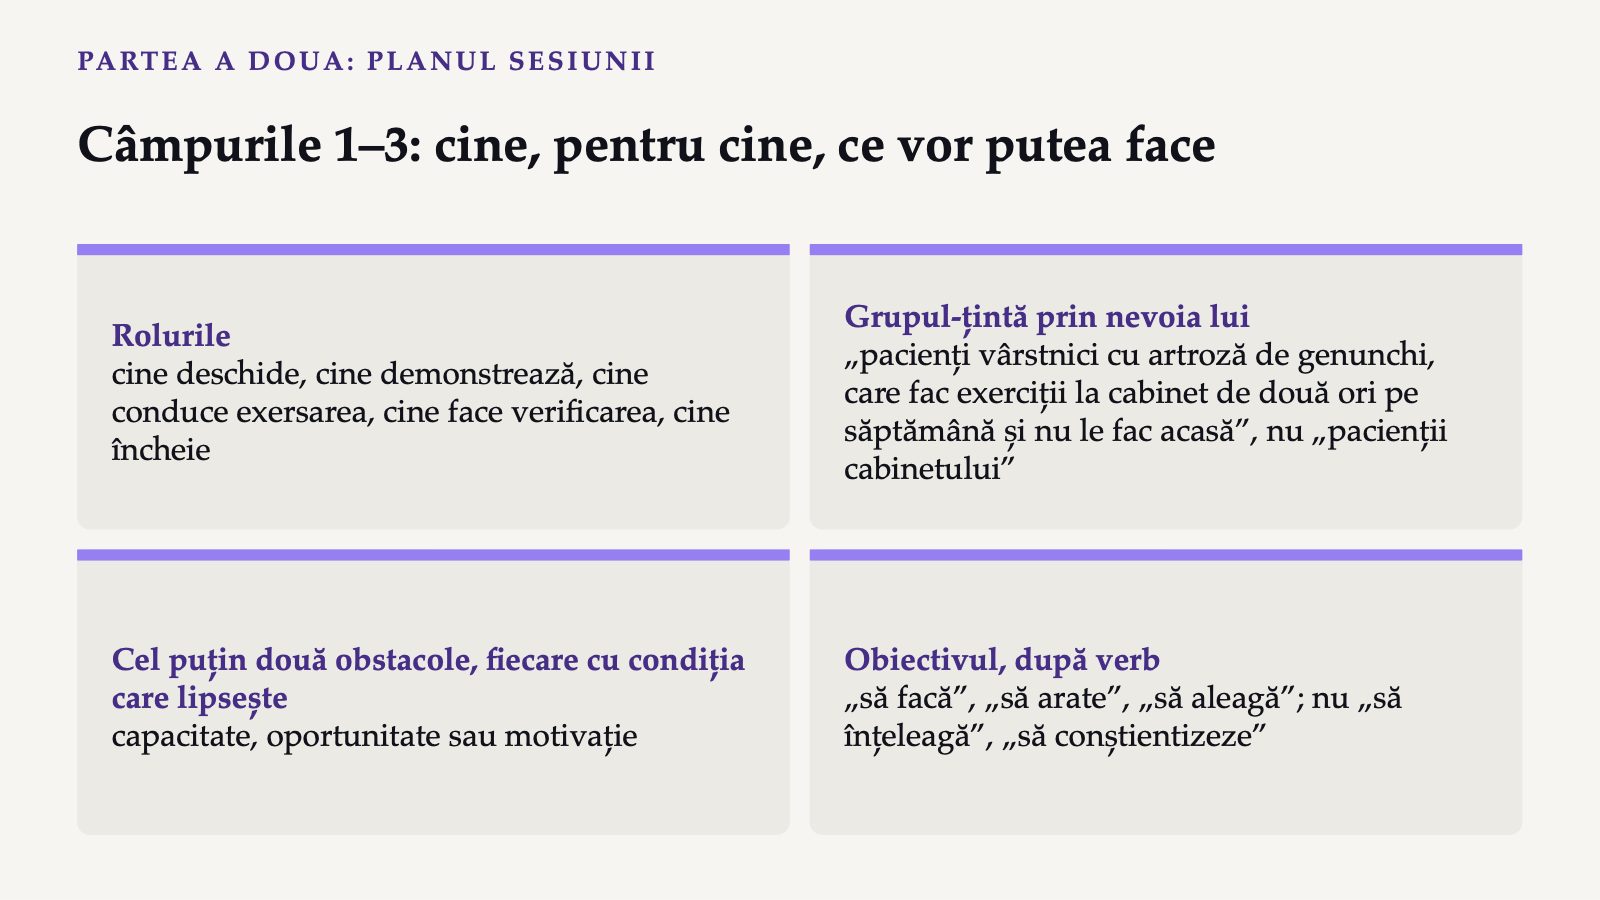 PARTEA A DOUA: PLANUL SESIUNII
Câmpurile 1–3: cine, pentru cine, ce vor putea face
Rolurile
cine deschide, cine demonstrează, cine
conduce exersarea, cine face verificarea, cine
încheie
Grupul-țintă prin nevoia lui
„pacienți vârstnici cu artroză de genunchi,
care fac exerciții la cabinet de două ori pe
săptămână și nu le fac acasă”, nu „pacienții
cabinetului”
Cel puțin două obstacole, fiecare cu condiția
care lipsește
capacitate, oportunitate sau motivație
Obiectivul, după verb
„să facă”, „să arate”, „să aleagă”; nu „să
înțeleagă”, „să conștientizeze”